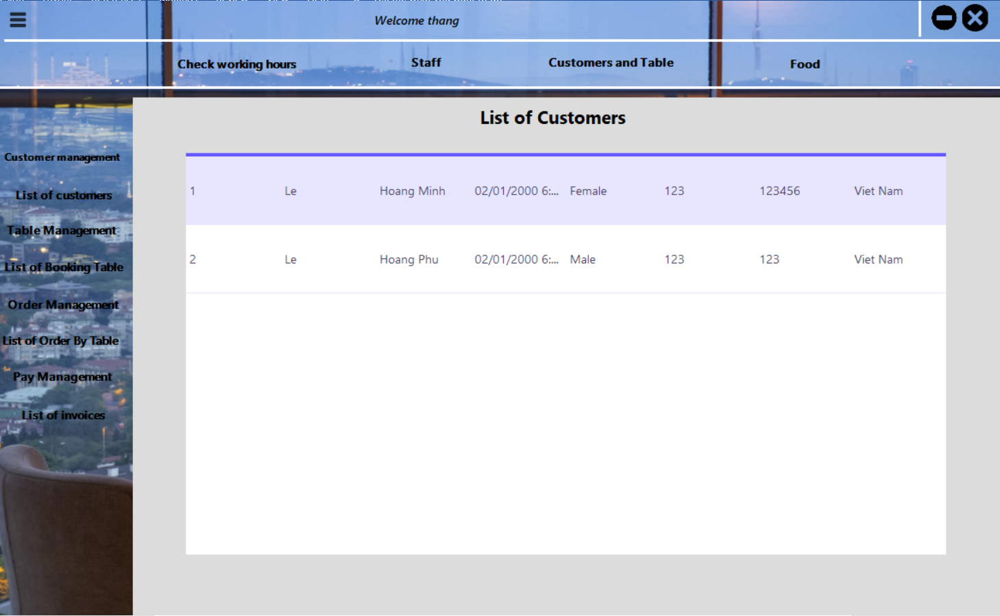 Welcome thang
Check working hours Staff Customers and Table Food
List of Customers
Customer management
List of customers
Table Management
List of Booking Table
Order Management
List of Order By Table
Pay Management
List of invoices
1 Le Hoang Minh 02/01/2000 6:... Female 123 123456 Viet Nam
2 Le Hoang Phu 02/01/2000 6:... Male 123 123 Viet Nam